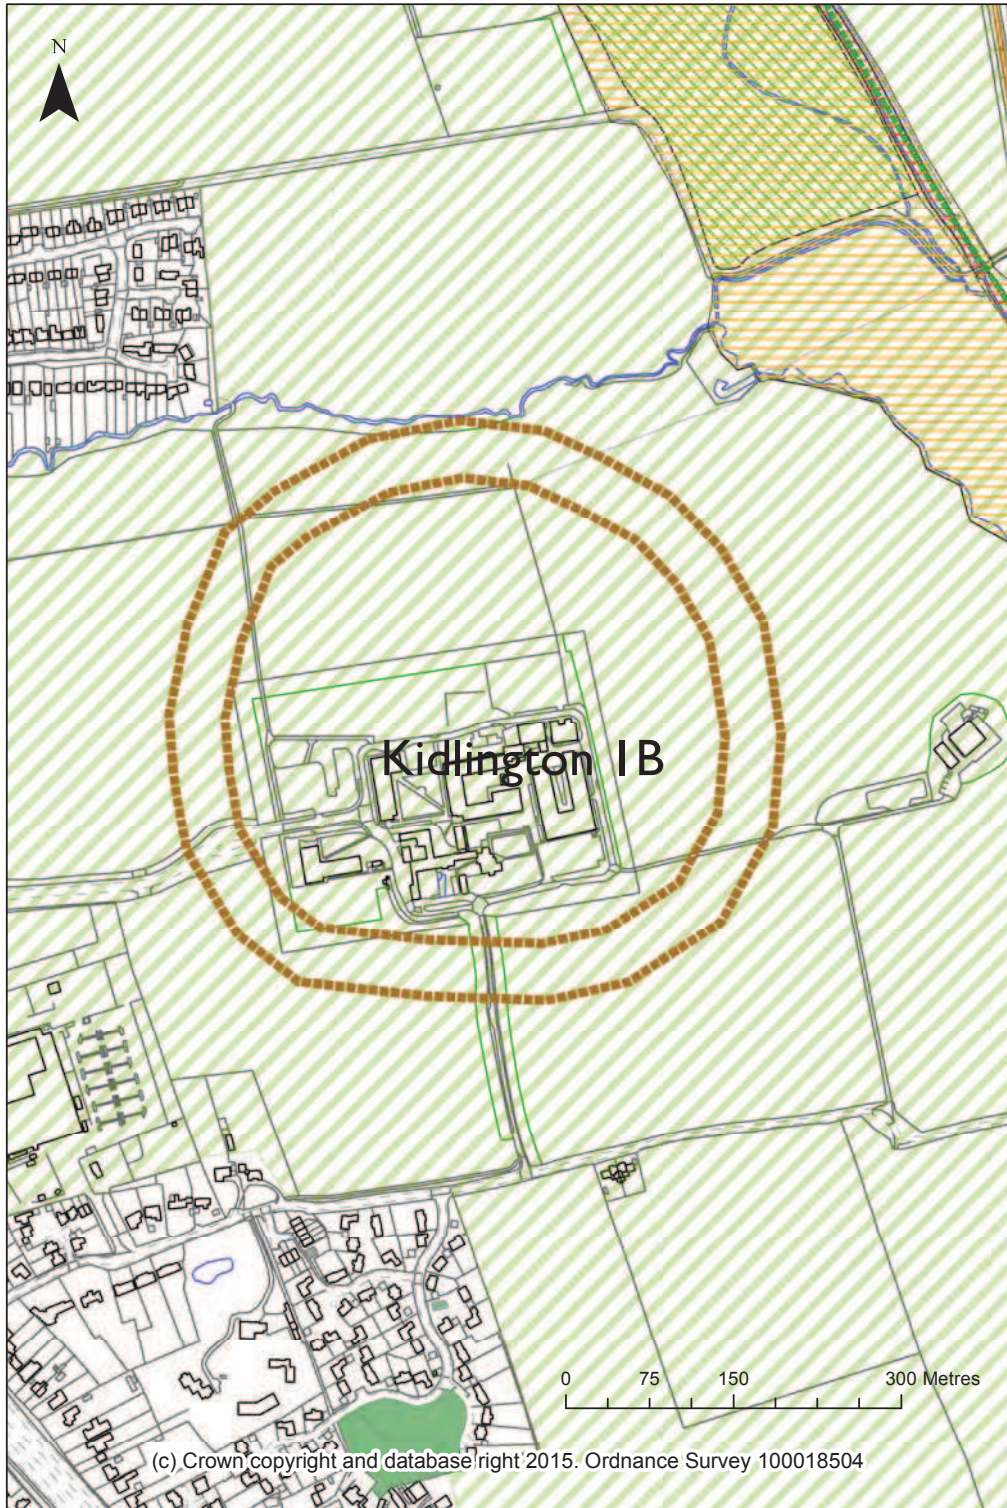 N
Kidlington 1B
0 75 150 300 Metres
(c) Crown copyright and database right 2015. Ordnance Survey 100018504